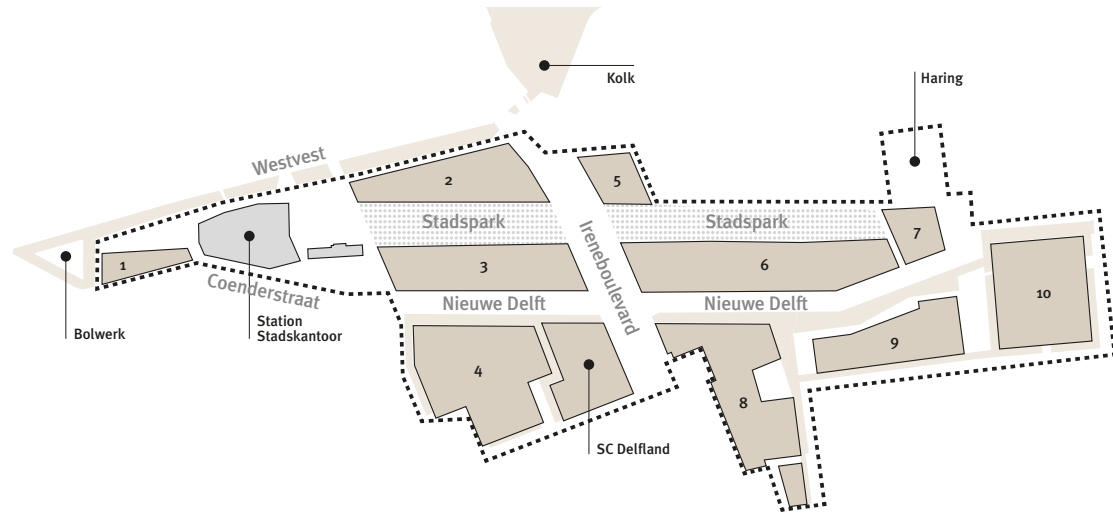 Kolk
Haring
Westvest
2
5
Stadspark
Stadspark
Ireneboulevard
7
1
3
6
Coenderstraat
Nieuwe Delft
Nieuwe Delft
10
Bolwerk
Station
Stadskantoor
9
4
8
SC Delfland